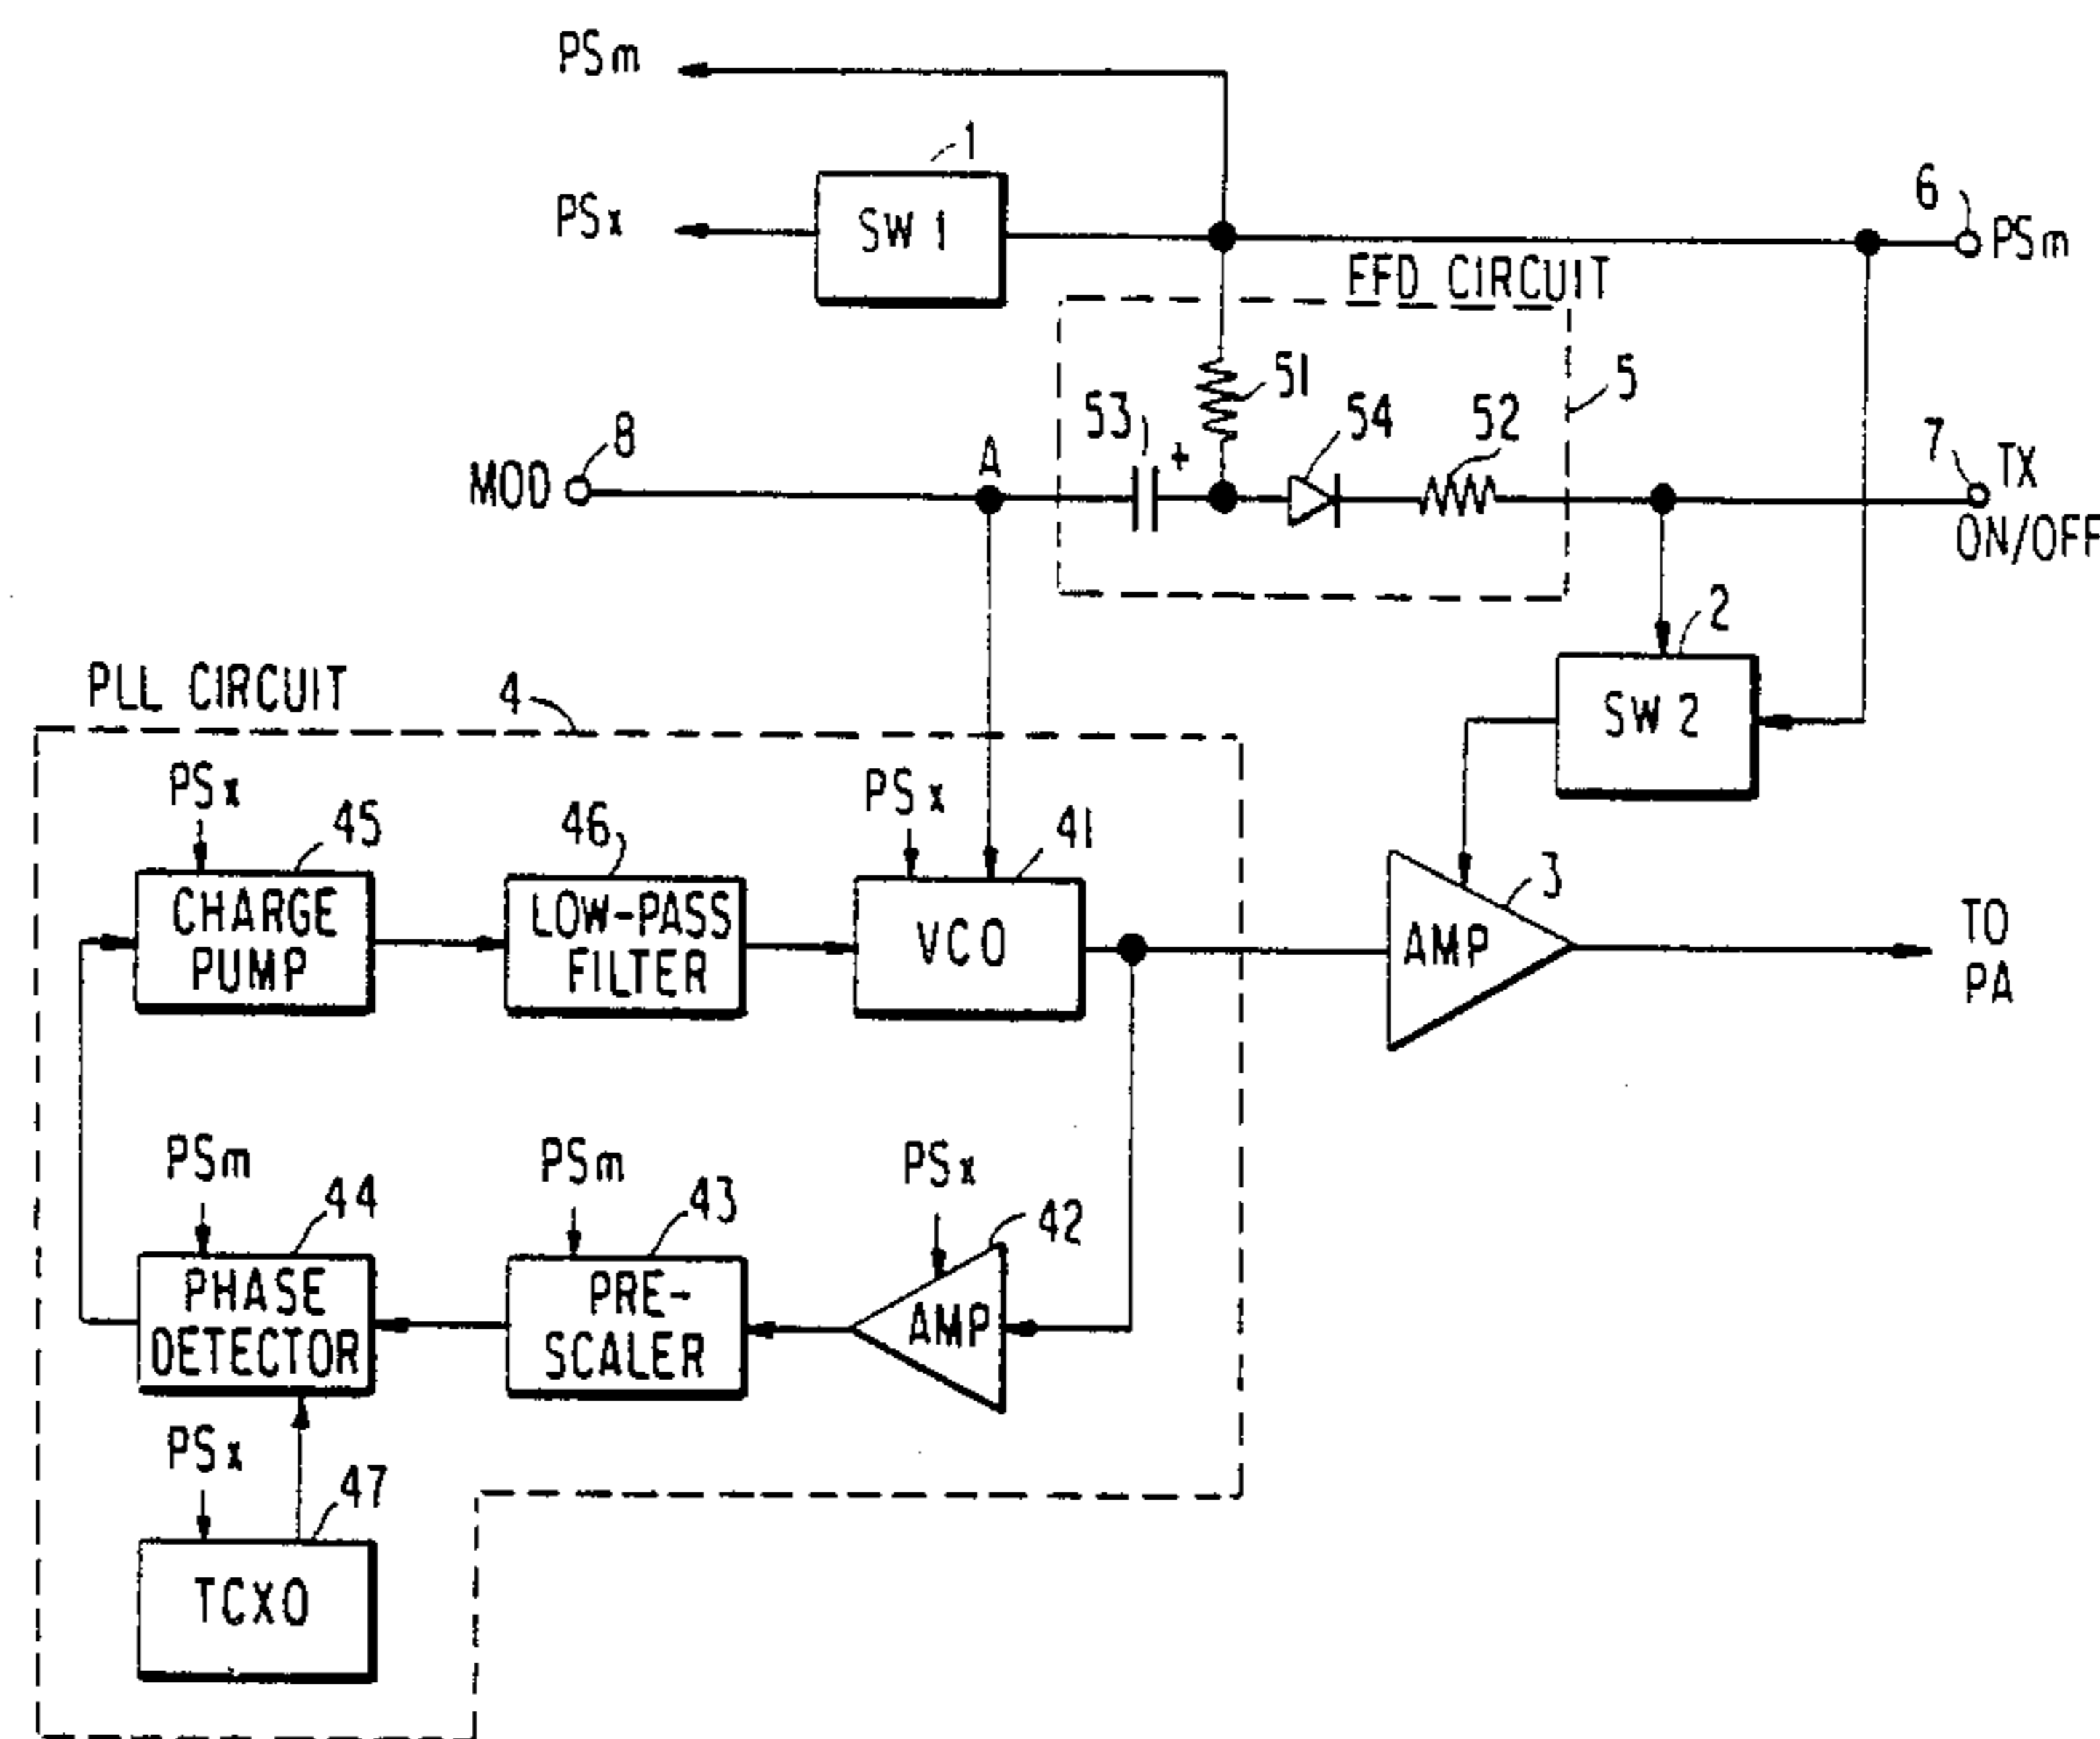 PSm
1
PSx
SW 1
6
PSm
EFD CIRCUIT
5
53
+
51
54
52
8
MOD
A
7
TX
ON/OFF
2
SW 2
PLL CIRCUIT
4
PSx
45
CHARGE
PUMP
46
LOW-PASS
FILTER
PSx
41
VCO
3
AMP
TO
PA
PSm
44
PHASE
DETECTOR
PSm
43
PRE-
SCALER
PSx
42
AMP
PSx
47
TCXO